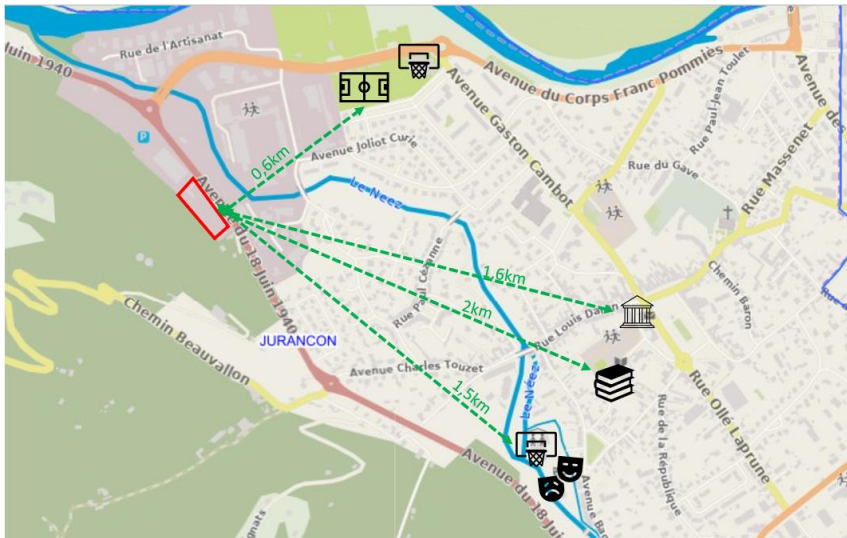 Juin 1940
Rue de l'Artisanat
Avenue du Corps Franc Pommiès
Rue Paul-Jean Toulet
Avenue des
Avenue Gaston Cambot
Avenue Joliot Curie
0,6km
P
Rue du Gave
Rue Massenet
Le Neez
Avenue du 18 Juin 1940
Rue Paul Cézanne
1,6km
Chemin Baron
2km
Rue Louis Daran
Chemin Beauvallon
JURANCON
Avenue Charles Touzet
1,5km
Le Neez
Rue Ollé Laprune
Rue de la République
Avenue du 18 Juin